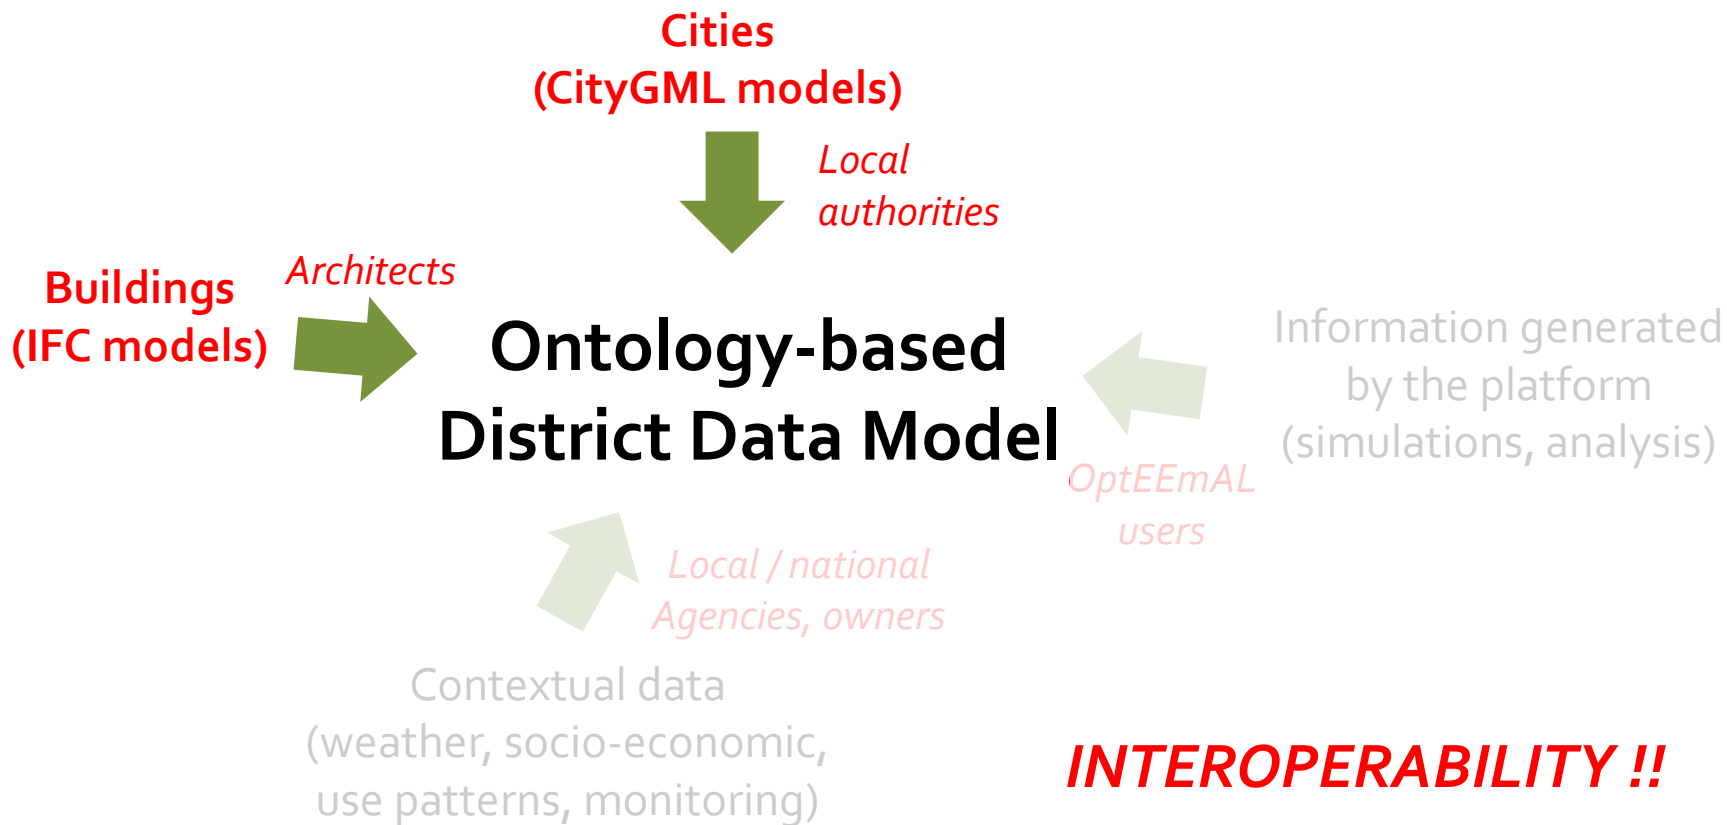 Cities
(CityGML models)
Local
authorities
Architects
Buildings
(IFC models)
Ontology-based
District Data Model
Information generated
by the platform
(simulations, analysis)
OptEEmAL
users
Local / national
Agencies, owners
Contextual data
(weather, socio-economic,
use patterns, monitoring)
INTEROPERABILITY !!